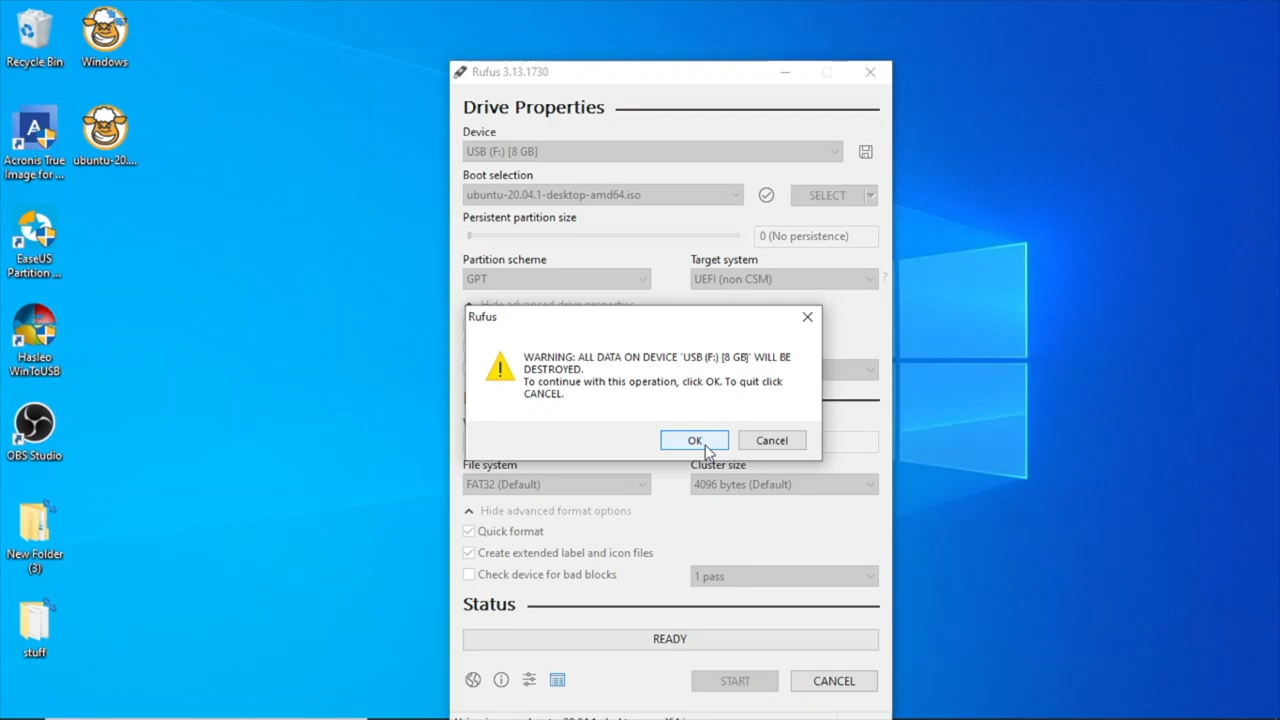 Recycle Bin
Windows
Acronis True
Image for ...
ubuntu-20....
EaseUS
Partition ...
Hasleo
WinToUSB
OBS Studio
New Folder
(3)
stuff
Rufus 3.13.1730
Drive Properties
Device
USB (F:) [8 GB]
Boot selection
ubuntu-20.04.1-desktop-amd64.iso
SELECT
Persistent partition size
0 (No persistence)
Partition scheme
Target system
GPT
UEFI (non CSM)
?
Hide advanced drive properties
Rufus
WARNING: ALL DATA ON DEVICE 'USB (F:) [8 GB]' WILL BE
DESTROYED.
To continue with this operation, click OK. To quit click
CANCEL.
OK
Cancel
File system
Cluster size
FAT32 (Default)
4096 bytes (Default)
Hide advanced format options
Quick format
Create extended label and icon files
Check device for bad blocks
1 pass
Status
READY
START
CANCEL